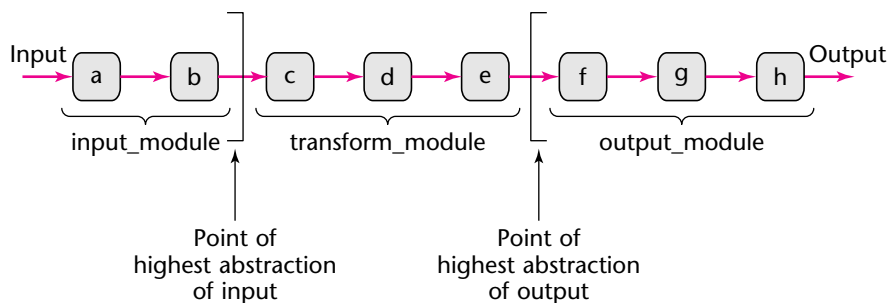 Input
a
b
c
d
e
f
g
h
Output
input_module
transform_module
output_module
Point of
highest abstraction
of input
Point of
highest abstraction
of output